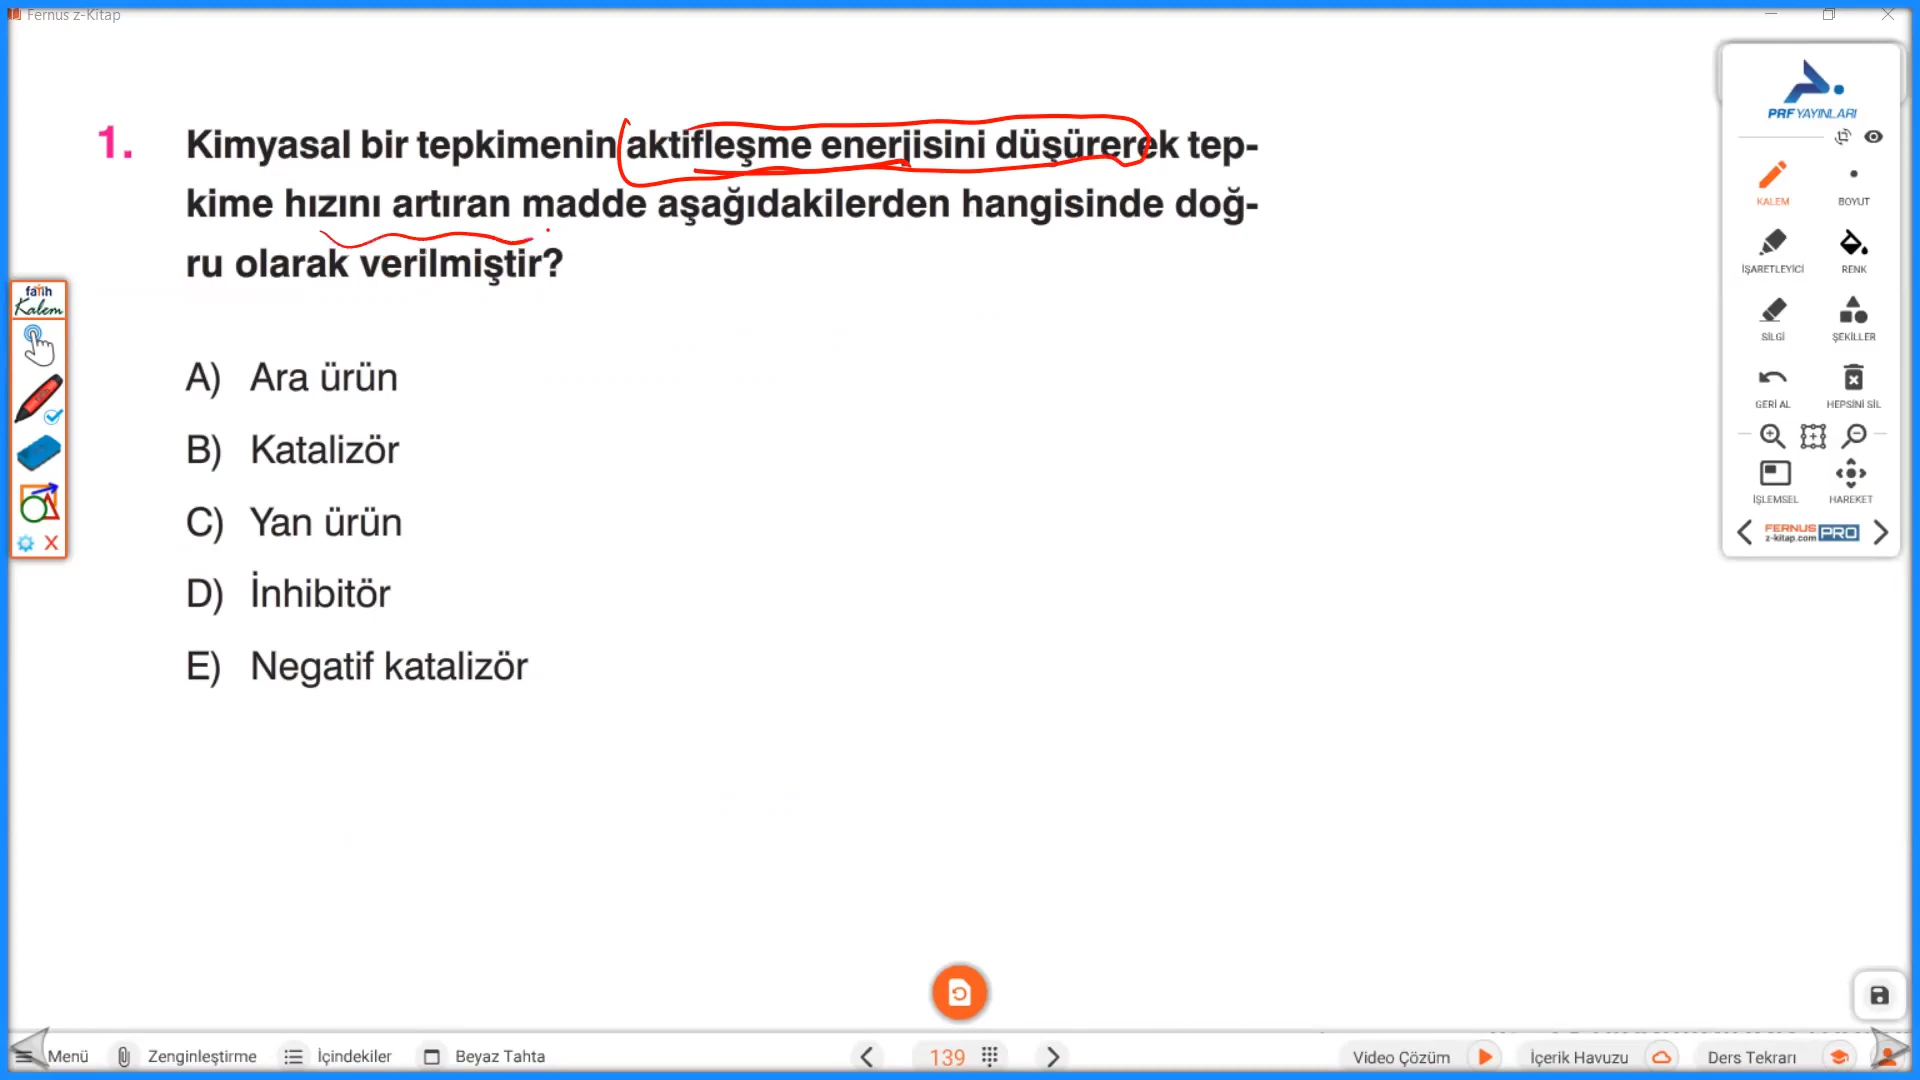 Fernus z-Kitap
1. Kimyasal bir tepkimenin aktifleşme enerjisini düşürerek tep-
kime hızını artıran madde aşağıdakilerden hangisinde doğ-
ru olarak verilmiştir?
A) Ara ürün
B) Katalizör
C) Yan ürün
D) İnhibitör
E) Negatif katalizör
fatih
Kalem
PRF YAYINLARI
KALEM BOYUT
İŞARETLEYİCİ RENK
SİLGİ ŞEKİLLER
GERİ AL HEPSİNİ SİL
İŞLEMSEL HAREKET
FERNUS
z-kitap.com PRO
Menü Zenginleştirme İçindekiler Beyaz Tahta 139 Video Çözüm İçerik Havuzu Ders Tekrarı